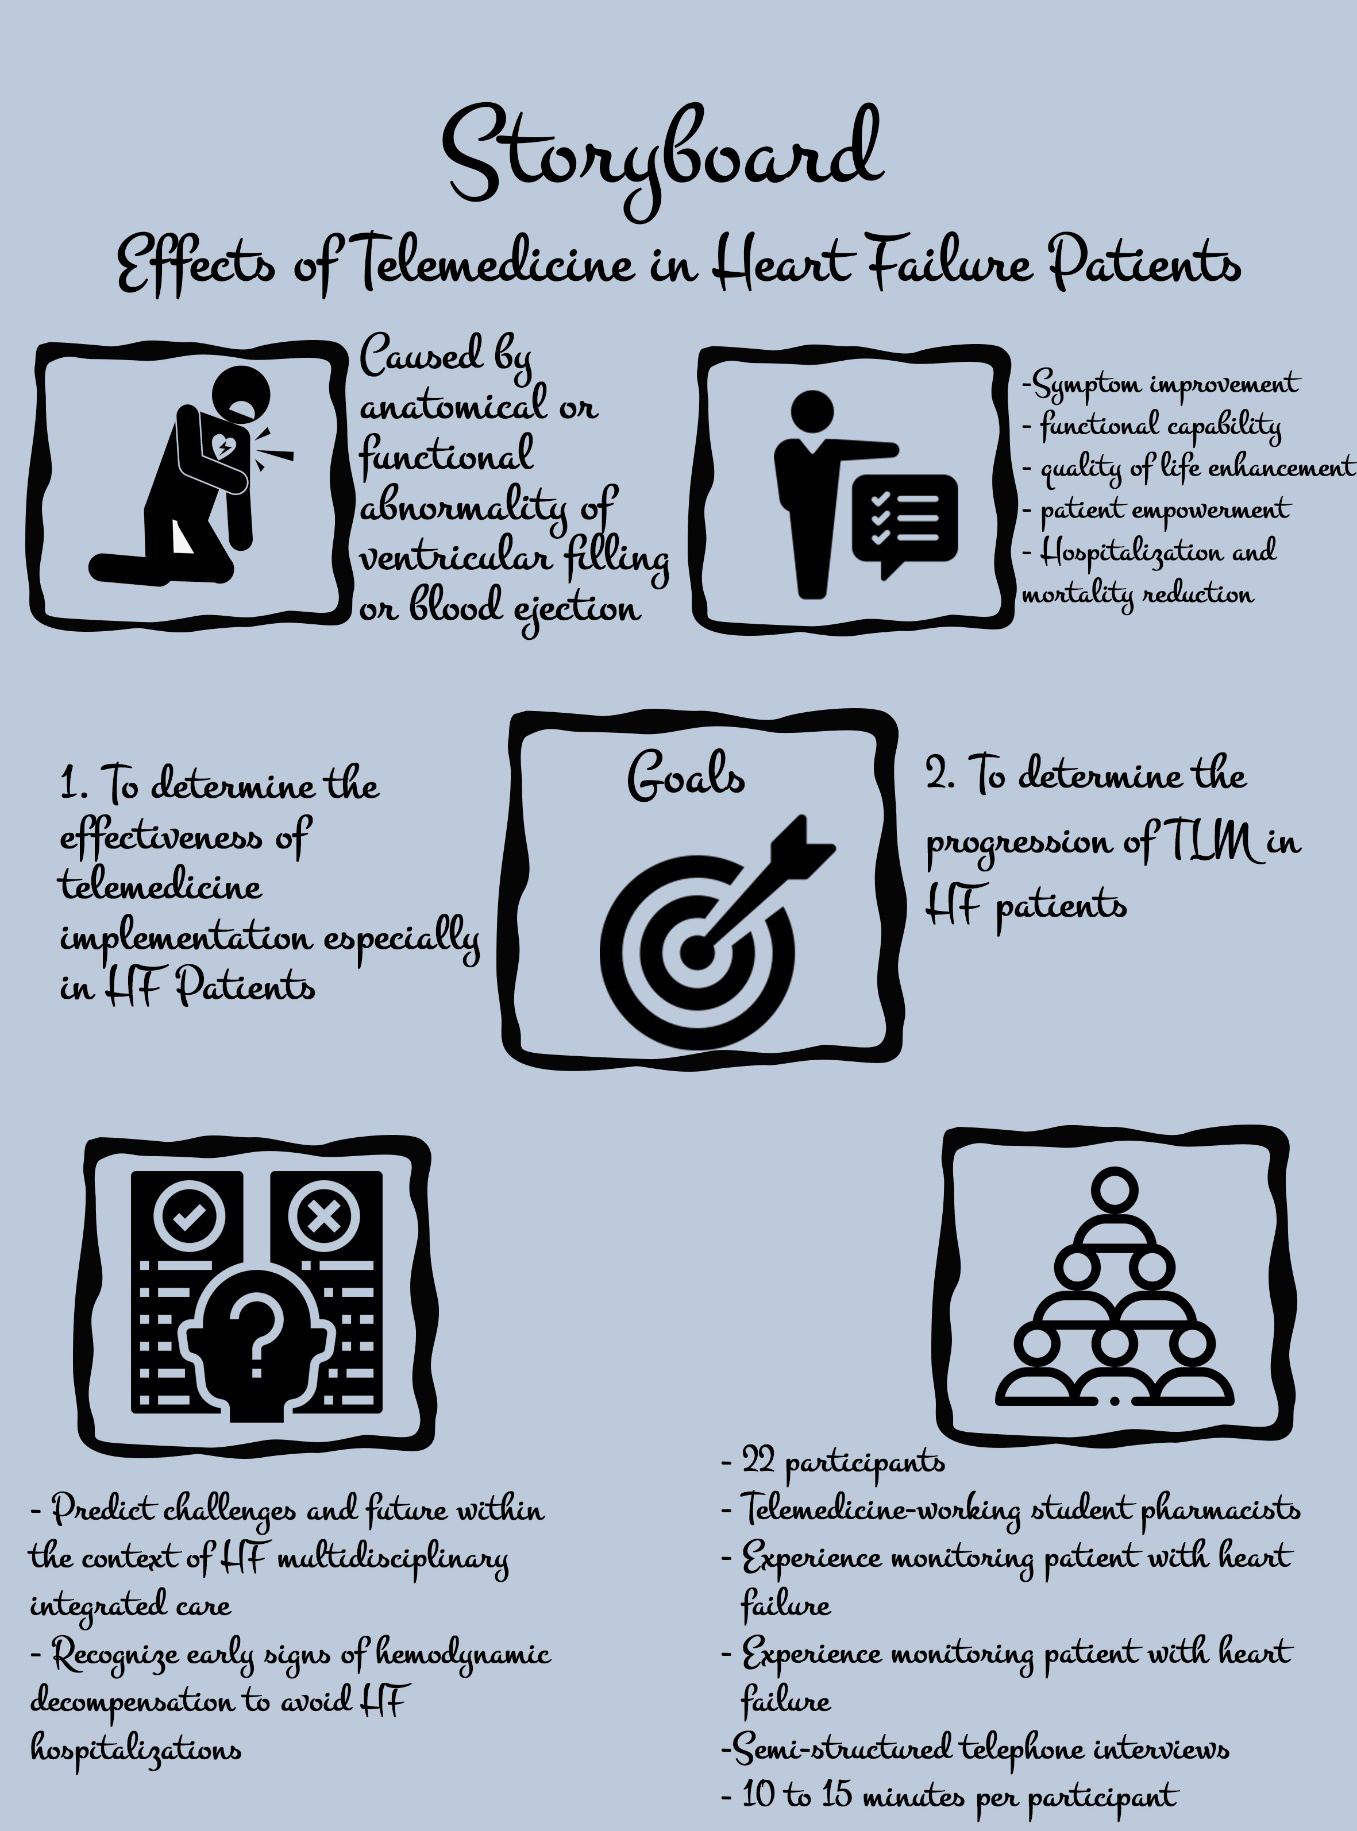 Storyboard
Effects of Telemedicine in Heart Failure Patients
Caused by
anatomical or
functional
abnormality of
ventricular filling
or blood ejection
-Symptom improvement
- functional capability
- quality of life enhancement
- patient empowerment
- Hospitalization and
mortality reduction
1. To determine the
effectiveness of
telemedicine
implementation especially
in HF Patients
Goals
2. To determine the
progression of TLM in
HF patients
- Predict challenges and future within
the context of HF multidisciplinary
integrated care
- Recognize early signs of hemodynamic
decompensation to avoid HF
hospitalizations
- 22 participants
- Telemedicine-working student pharmacists
- Experience monitoring patient with heart
failure
- Experience monitoring patient with heart
failure
-Semi-structured telephone interviews
- 10 to 15 minutes per participant